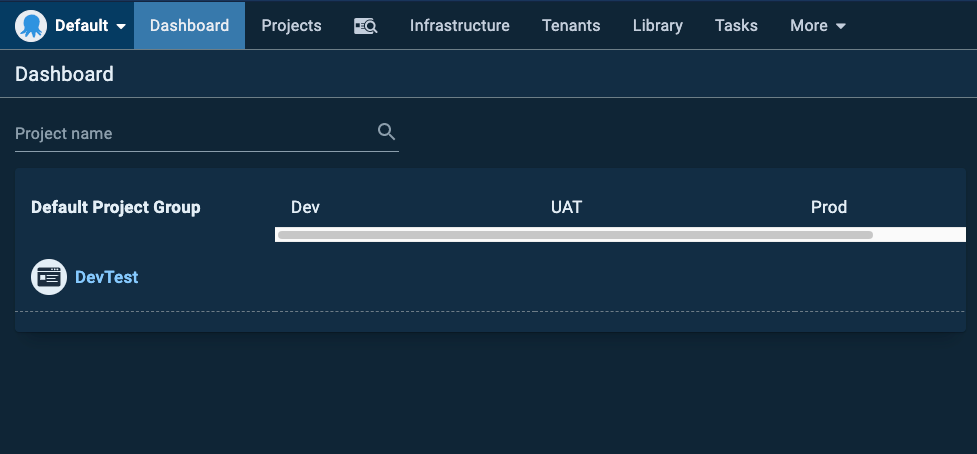 Default Dashboard Projects Infrastructure Tenants Library Tasks More
Dashboard
Project name
Default Project Group Dev UAT Prod
DevTest